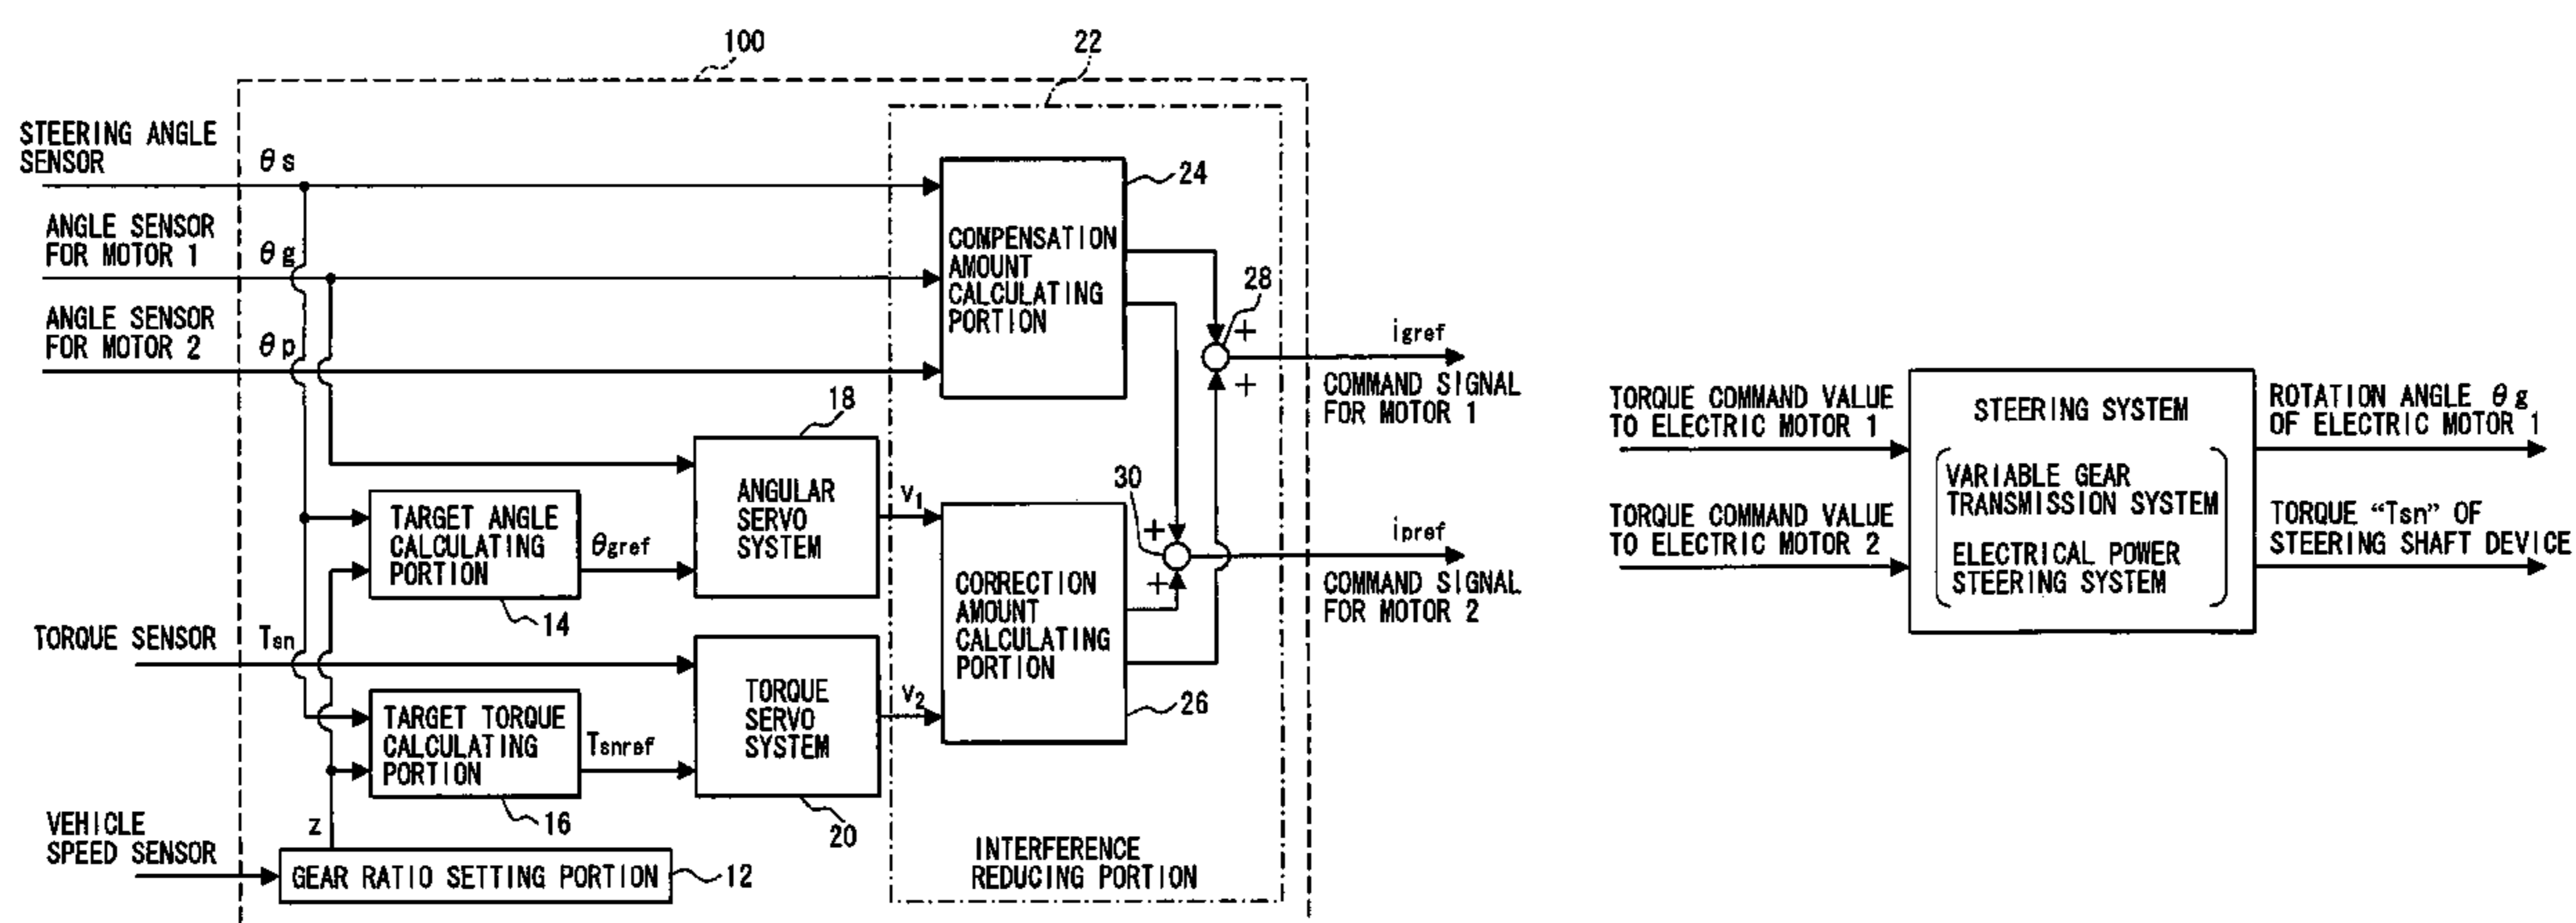 100
22
STEERING ANGLE
SENSOR
θs
24
ANGLE SENSOR
FOR MOTOR 1
θg
COMPENSATION
AMOUNT
CALCULATING
PORTION
28
+
+
ANGLE SENSOR
FOR MOTOR 2
θp
igref
COMMAND SIGNAL
FOR MOTOR 1
18
ANGULAR
SERVO
SYSTEM
V1
30
+
+
ipref
COMMAND SIGNAL
FOR MOTOR 2
TARGET ANGLE
CALCULATING
PORTION
θgref
14
CORRECTION
AMOUNT
CALCULATING
PORTION
26
TORQUE SENSOR
Tsn
TORQUE
SERVO
SYSTEM
V2
20
TARGET TORQUE
CALCULATING
PORTION
Tsnref
16
VEHICLE
SPEED SENSOR
z
GEAR RATIO SETTING PORTION
12
INTERFERENCE
REDUCING PORTION
TORQUE COMMAND VALUE
TO ELECTRIC MOTOR 1
TORQUE COMMAND VALUE
TO ELECTRIC MOTOR 2
STEERING SYSTEM
VARIABLE GEAR
TRANSMISSION SYSTEM
ELECTRICAL POWER
STEERING SYSTEM
ROTATION ANGLE θg
OF ELECTRIC MOTOR 1
TORQUE “Tsn” OF
STEERING SHAFT DEVICE